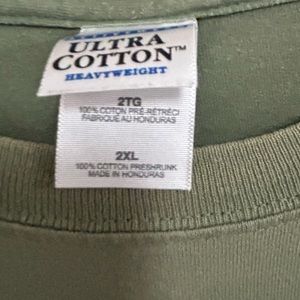 ULTRA
COTTON™
HEAVYWEIGHT
2TG
100% COTON PRÉ-RÉTRÉCI
FABRIQUÉ AU HONDURAS
2XL
100% COTTON PRESHRUNK
MADE IN HONDURAS